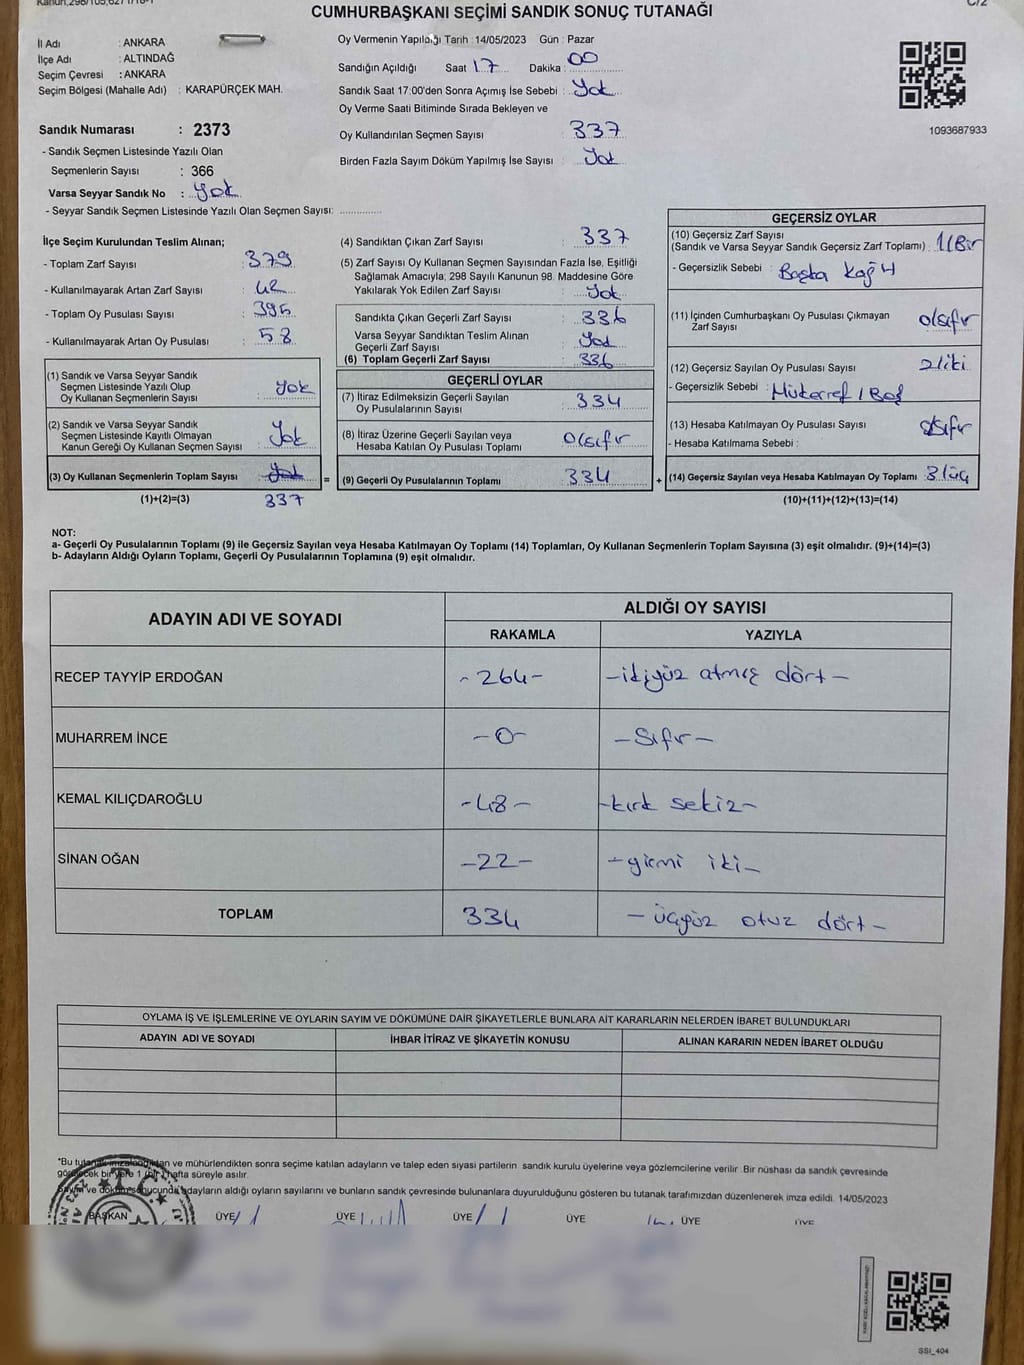 CUMHURBAŞKANI SEÇİMİ SANDIK SONUÇ TUTANAĞI
C/2
İl Adı : ANKARA
İlçe Adı : ALTINDAĞ
Seçim Çevresi : ANKARA
Seçim Bölgesi (Mahalle Adı) : KARAPÜRÇEK MAH.
Sandık Numarası : 2373
- Sandık Seçmen Listesinde Yazılı Olan
Seçmenlerin Sayısı : 366
Varsa Seyyar Sandık No : Yok
- Seyyar Sandık Seçmen Listesinde Yazılı Olan Seçmen Sayısı:
Oy Vermenin Yapıldığı Tarih : 14/05/2023 Gün : Pazar
Sandığın Açıldığı Saat 17 Dakika : 00
Sandık Saat 17:00'den Sonra Açımış İse Sebebi : Yok
Oy Verme Saati Bitiminde Sırada Bekleyen ve
Oy Kullandırılan Seçmen Sayısı : 337
Birden Fazla Sayım Döküm Yapılmış İse Sayısı : Yok
1093687933
İlçe Seçim Kurulundan Teslim Alınan;
- Toplam Zarf Sayısı : 379
- Kullanılmayarak Artan Zarf Sayısı : 42
- Toplam Oy Pusulası Sayısı : 395
- Kullanılmayarak Artan Oy Pusulası : 58
(1) Sandık ve Varsa Seyyar Sandık
Seçmen Listesinde Yazılı Olup
Oy Kullanan Seçmenlerin Sayısı : Yok
(2) Sandık ve Varsa Seyyar Sandık
Seçmen Listesinde Kayıtlı Olmayan
Kanun Gereği Oy Kullanan Seçmen Sayısı : Yok
(3) Oy Kullanan Seçmenlerin Toplam Sayısı : Yok
(1)+(2)=(3) 337
(4) Sandıktan Çıkan Zarf Sayısı : 337
(5) Zarf Sayısı Oy Kullanan Seçmen Sayısından Fazla İse, Eşitliği
Sağlamak Amacıyla; 298 Sayılı Kanunun 98. Maddesine Göre
Yakılarak Yok Edilen Zarf Sayısı : Yok
Sandıkta Çıkan Geçerli Zarf Sayısı : 336
Varsa Seyyar Sandıktan Teslim Alınan
Geçerli Zarf Sayısı : Yok
(6) Toplam Geçerli Zarf Sayısı : 336
GEÇERLİ OYLAR
(7) İtiraz Edilmeksizin Geçerli Sayılan
Oy Pusulalarının Sayısı : 334
(8) İtiraz Üzerine Geçerli Sayılan veya
Hesaba Katılan Oy Pusulası Toplamı : 0/sıfır
= (9) Geçerli Oy Pusulalarının Toplamı : 334
GEÇERSİZ OYLAR
(10) Geçersiz Zarf Sayısı
(Sandık ve Varsa Seyyar Sandık Geçersiz Zarf Toplamı) : 1/Bir
- Geçersizlik Sebebi : Başka Kağıt
(11) İçinden Cumhurbaşkanı Oy Pusulası Çıkmayan
Zarf Sayısı : 0/sıfır
(12) Geçersiz Sayılan Oy Pusulası Sayısı : 2/iki
- Geçersizlik Sebebi : Mükerref / Boş
(13) Hesaba Katılmayan Oy Pusulası Sayısı : 0/sıfır
- Hesaba Katılmama Sebebi :
+ (14) Geçersiz Sayılan veya Hesaba Katılmayan Oy Toplamı : 3/üç
(10)+(11)+(12)+(13)=(14)
NOT:
a- Geçerli Oy Pusulalarının Toplamı (9) ile Geçersiz Sayılan veya Hesaba Katılmayan Oy Toplamı (14) Toplamları, Oy Kullanan Seçmenlerin Toplam Sayısına (3) eşit olmalıdır. (9)+(14)=(3)
b- Adayların Aldığı Oyların Toplamı, Geçerli Oy Pusulalarının Toplamına (9) eşit olmalıdır.
ADAYIN ADI VE SOYADI ALDIĞI OY SAYISI
RAKAMLA YAZIYLA
RECEP TAYYİP ERDOĞAN -264- -ikiyüz atmış dört-
MUHARREM İNCE -0- -Sıfır-
KEMAL KILIÇDAROĞLU -48- -kırk sekiz-
SİNAN OĞAN -22- -yirmi iki-
TOPLAM 334 -üçyüz otuz dört-
OYLAMA İŞ VE İŞLEMLERİNE VE OYLARIN SAYIM VE DÖKÜMÜNE DAİR ŞİKAYETLERLE BUNLARA AİT KARARLARIN NELERDEN İBARET BULUNDUKLARI
ADAYIN ADI VE SOYADI İHBAR İTİRAZ VE ŞİKAYETİN KONUSU ALINAN KARARIN NEDEN İBARET OLDUĞU
*Bu ve mühürlendikten sonra seçime katılan adayların ve talep eden siyasi partilerin sandık kurulu üyelerine veya gözlemcilerine verilir. Bir nüshası da sandık çevresinde
hafta süreyle asılır.
adayların aldığı oyların sayılarını ve bunların sandık çevresinde bulunanlara duyurulduğunu gösteren bu tutanak tarafımızdan düzenlenerek imza edildi. 14/05/2023
BAŞKAN ÜYE ÜYE ÜYE ÜYE ÜYE ÜYE
T.C.
SSİ_404